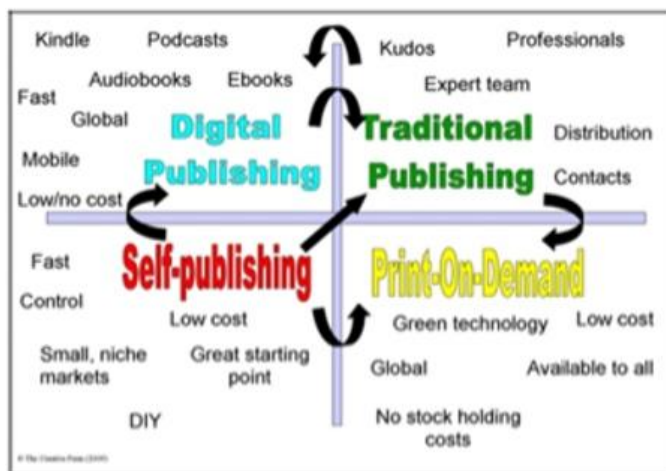 Kindle
Podcasts
Kudos
Professionals
Audiobooks
Ebooks
Expert team
Fast
Global
Digital
Publishing
Traditional
Publishing
Distribution
Mobile
Contacts
Low/no cost
Fast
Self-publishing
Print-On-Demand
Control
Low cost
Green technology
Low cost
Small, niche
markets
Great starting
point
Global
Available to all
DIY
No stock holding
costs